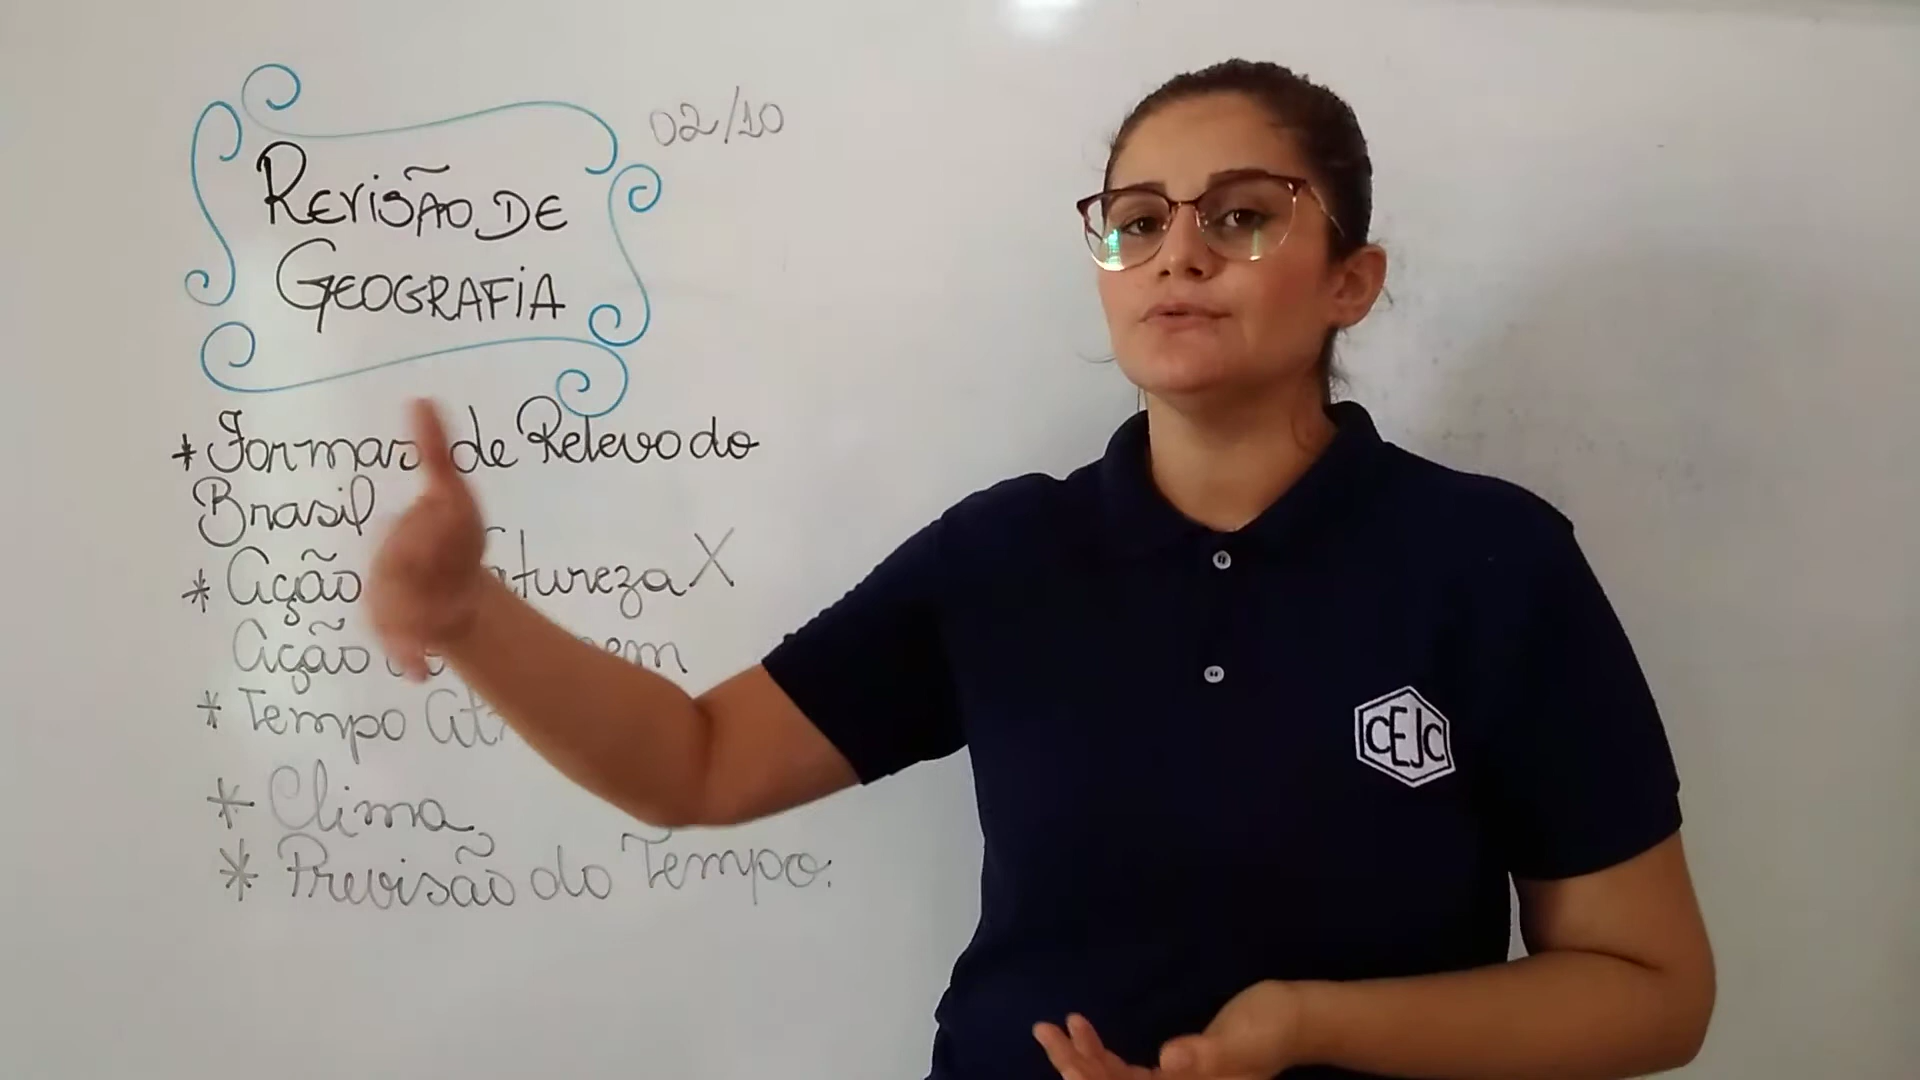 02/10
REVISÃO DE
GEOGRAFIA
* Formas de Relevo do
Brasil
* Ação Natureza X
Ação
* Tempo
* Clima
* Previsão do Tempo.
CEJC